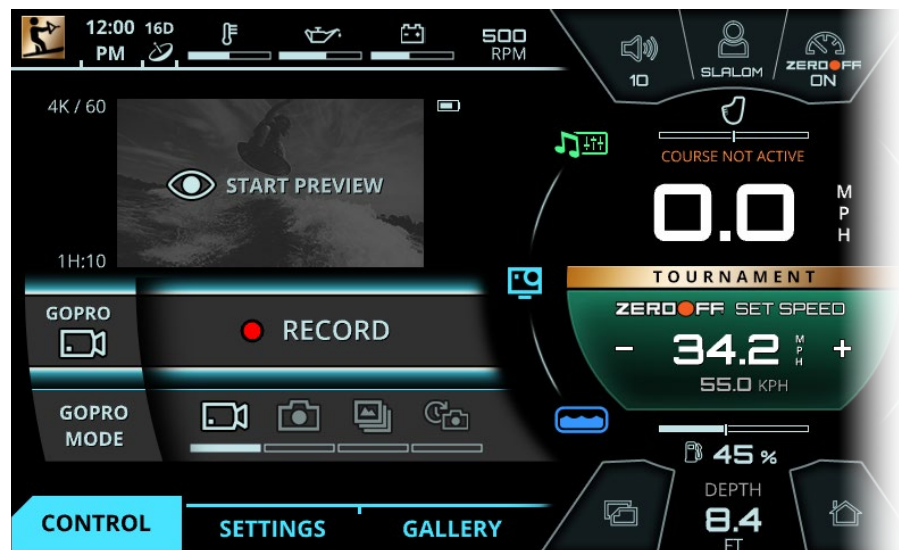 12:00 16D
PM
500
RPM
10
SLALOM
ZEROOFF
ON
4K / 60
START PREVIEW
1H:10
COURSE NOT ACTIVE
0.0
MPH
TOURNAMENT
ZEROOFF SET SPEED
- 34.2 MPH +
55.0 KPH
GOPRO
RECORD
GOPRO
MODE
45 %
DEPTH
8.4
FT
CONTROL
SETTINGS
GALLERY